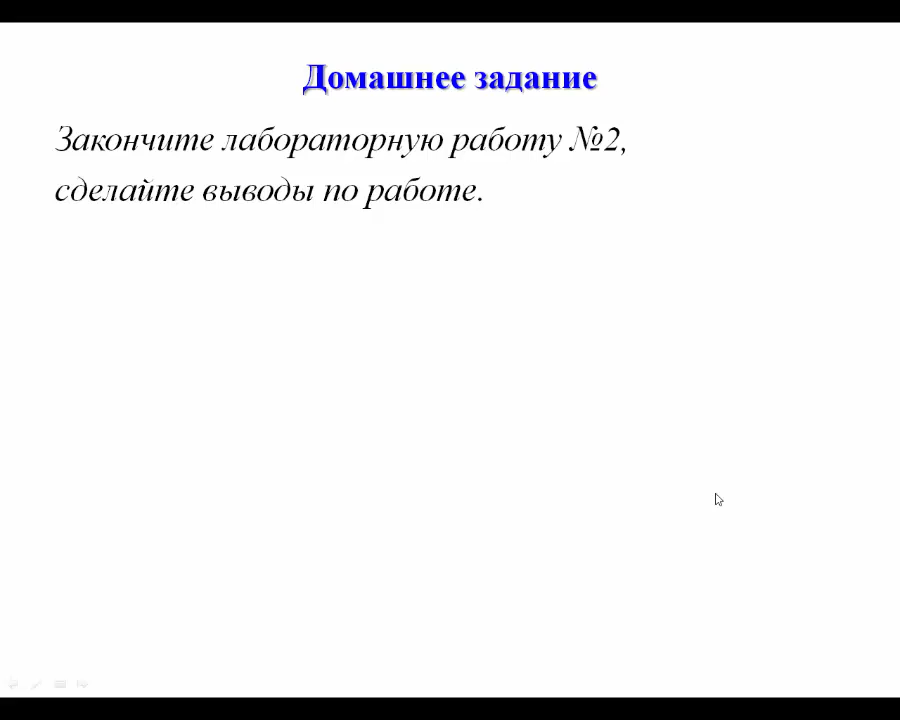 Домашнее задание
Закончите лабораторную работу №2,
сделайте выводы по работе.